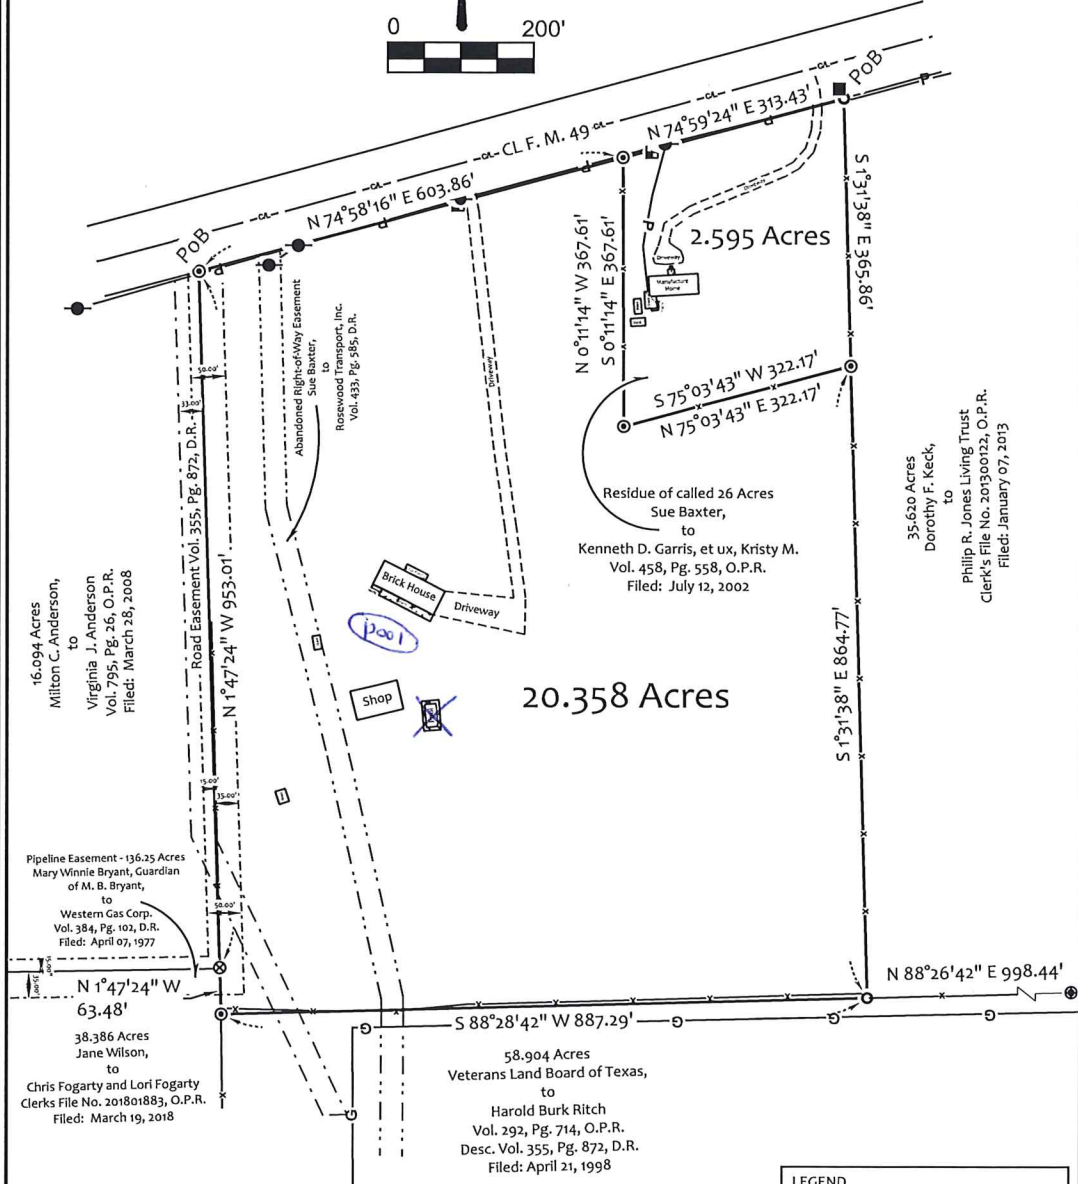 0 200'
PoB
CL F. M. 49
N 74°59'24" E 313.43'
N 74°58'16" E 603.86'
PoB
S 1°31'38" E 365.86'
2.595 Acres
Driveway
Driveway
Manufacture
Home
N 0°11'14" W 367.61'
S 0°11'14" E 367.61'
S 75°03'43" W 322.17'
N 75°03'43" E 322.17'
Abandoned Right-of-Way Easement
Sue Baxter,
to
Rosewood Transport, Inc.
Vol. 433, Pg. 585, D.R.
Driveway
50.00'
33.00'
Road Easement Vol. 355, Pg. 872, D.R.
N 1°47'24" W 953.01'
Residue of called 26 Acres
Sue Baxter,
to
Kenneth D. Garris, et ux, Kristy M.
Vol. 458, Pg. 558, O.P.R.
Filed: July 12, 2002
35.620 Acres
Dorothy F. Keck,
to
Philip R. Jones Living Trust
Clerk's File No. 201300122, O.P.R.
Filed: January 07, 2013
16.094 Acres
Milton C. Anderson,
to
Virginia J. Anderson
Vol. 795, Pg. 26, O.P.R.
Filed: March 28, 2008
Brick House
Driveway
pool
Shop
20.358 Acres
S 1°31'38" E 864.77'
15.00'
35.00'
Pipeline Easement - 136.25 Acres
Mary Winnie Bryant, Guardian
of M. B. Bryant,
to
Western Gas Corp.
Vol. 384, Pg. 102, D.R.
Filed: April 07, 1977
50.00'
15.00'
35.00'
N 1°47'24" W
63.48'
N 88°26'42" E 998.44'
S 88°28'42" W 887.29'
38.386 Acres
Jane Wilson,
to
Chris Fogarty and Lori Fogarty
Clerks File No. 201801883, O.P.R.
Filed: March 19, 2018
58.904 Acres
Veterans Land Board of Texas,
to
Harold Burk Ritch
Vol. 292, Pg. 714, O.P.R.
Desc. Vol. 355, Pg. 872, D.R.
Filed: April 21, 1998
LEGEND